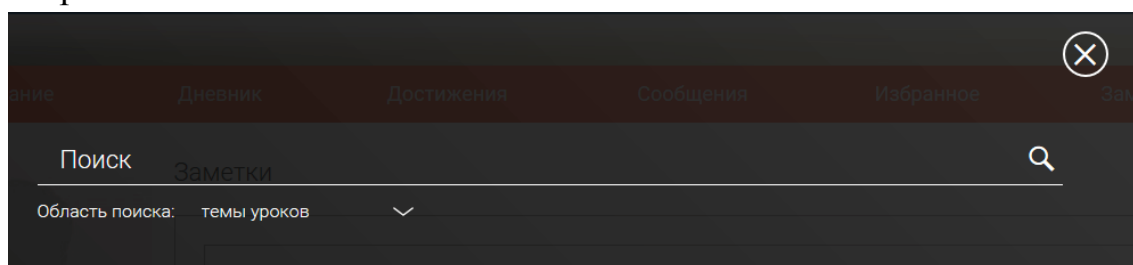 Дневник Достижения Сообщения Избранное
Поиск
Заметки
Область поиска: темы уроков